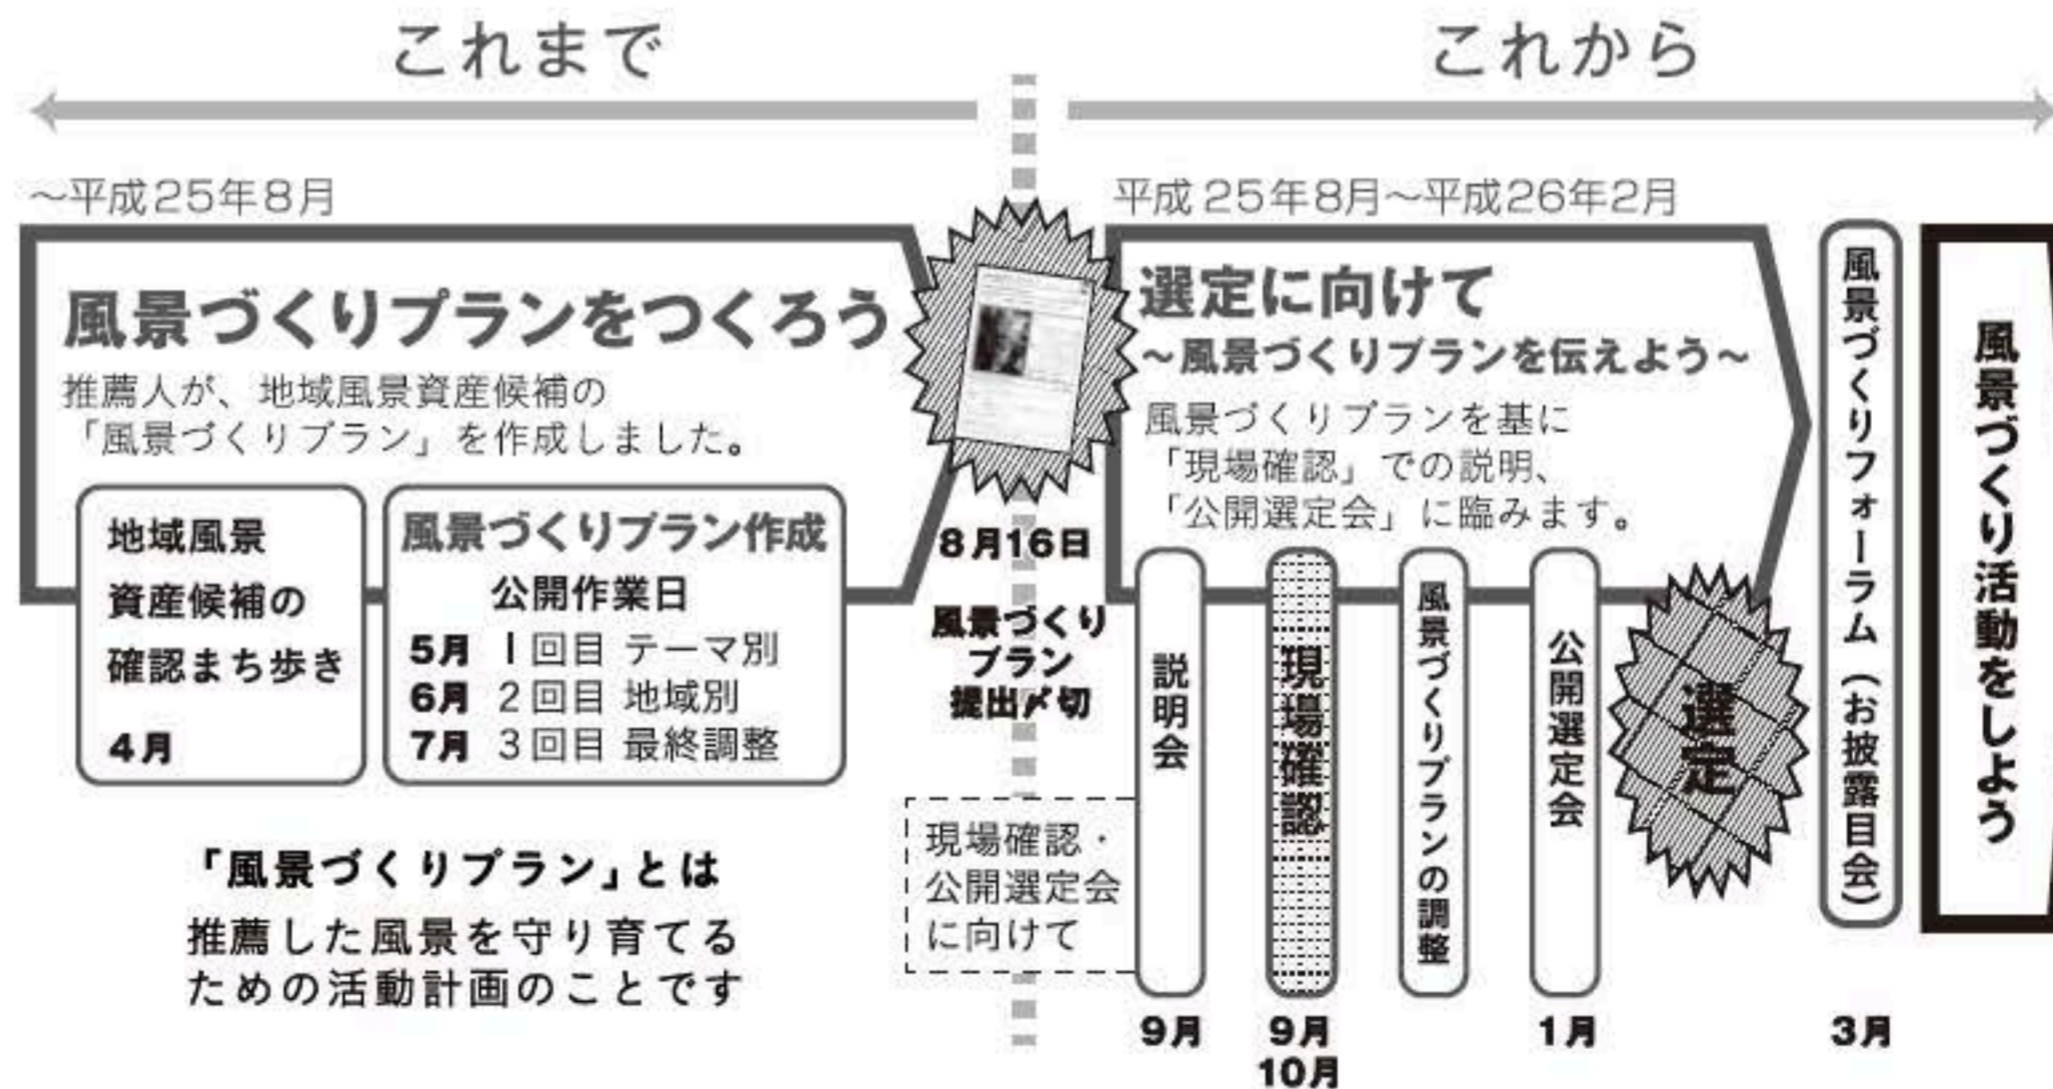 これまで
これから
～平成25年8月
風景づくりプランをつくろう
推薦人が、地域風景資産候補の
「風景づくりプラン」を作成しました。
地域風景
資産候補の
確認まち歩き
4月
風景づくりプラン作成
公開作業日
5月 1回目 テーマ別
6月 2回目 地域別
7月 3回目 最終調整
「風景づくりプラン」とは
推薦した風景を守り育てる
ための活動計画のことです
8月16日
風景づくり
プラン
提出〆切
平成25年8月～平成26年2月
選定に向けて
～風景づくりプランを伝えよう～
風景づくりプランを基に
「現場確認」での説明、
「公開選定会」に臨みます。
現場確認・
公開選定会
に向けて
説明会
9月
現場確認
9月
10月
風景づくりプランの調整
公開選定会
1月
選定
風景づくりフォーラム（お披露目会）
3月
風景づくり活動をしよう